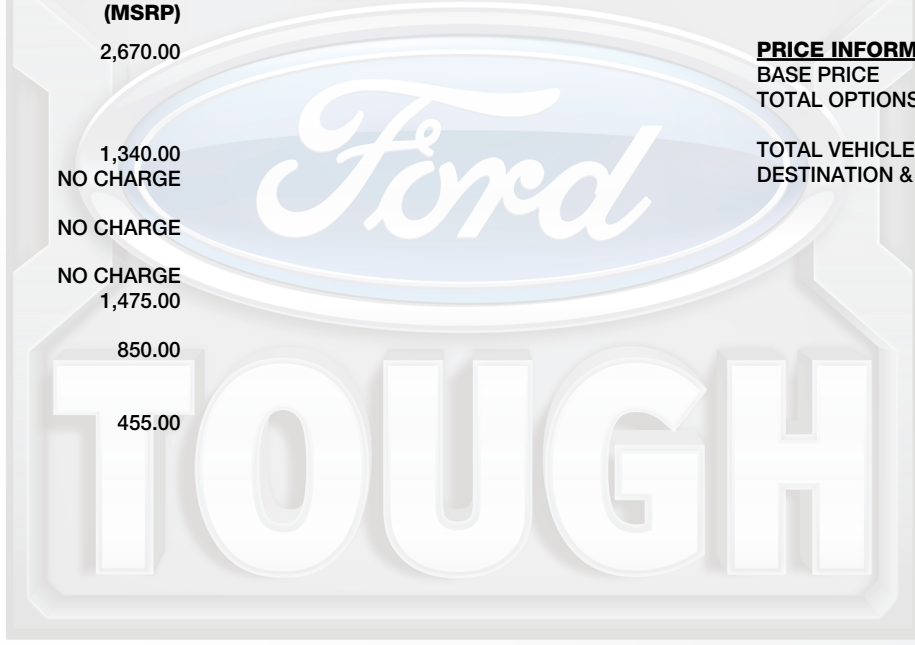 (MSRP)
2,670.00
1,340.00
NO CHARGE
NO CHARGE
NO CHARGE
1,475.00
850.00
455.00
PRICE INFORM
BASE PRICE
TOTAL OPTIONS
TOTAL VEHICLE
DESTINATION &
Ford
TOUGH